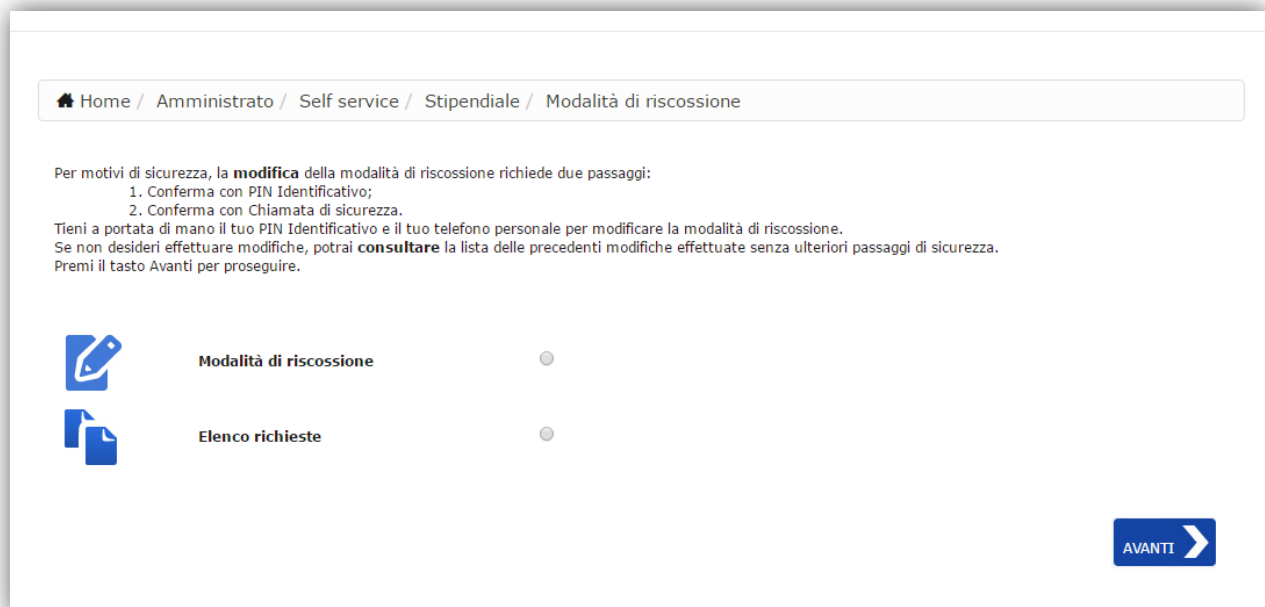 Home / Amministrato / Self service / Stipendiale / Modalità di riscossione
Per motivi di sicurezza, la modifica della modalità di riscossione richiede due passaggi:
1. Conferma con PIN Identificativo;
2. Conferma con Chiamata di sicurezza.
Tieni a portata di mano il tuo PIN Identificativo e il tuo telefono personale per modificare la modalità di riscossione.
Se non desideri effettuare modifiche, potrai consultare la lista delle precedenti modifiche effettuate senza ulteriori passaggi di sicurezza.
Premi il tasto Avanti per proseguire.
Modalità di riscossione
Elenco richieste
AVANTI